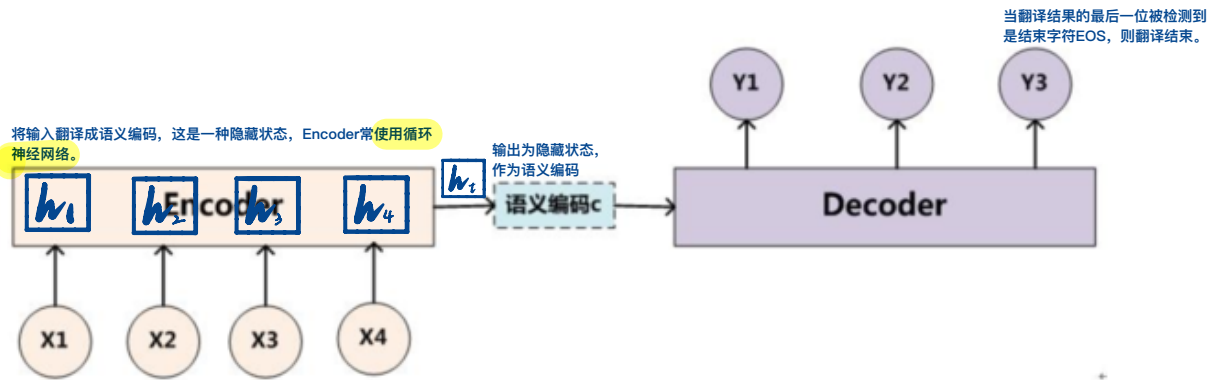 当翻译结果的最后一位被检测到
是结束字符EOS，则翻译结束。
Y1
Y2
Y3
将输入翻译成语义编码，这是一种隐藏状态，Encoder常使用循环
神经网络。
输出为隐藏状态，
作为语义编码
h1
h2
Encoder
h3
h4
ht
语义编码c
Decoder
X1
X2
X3
X4